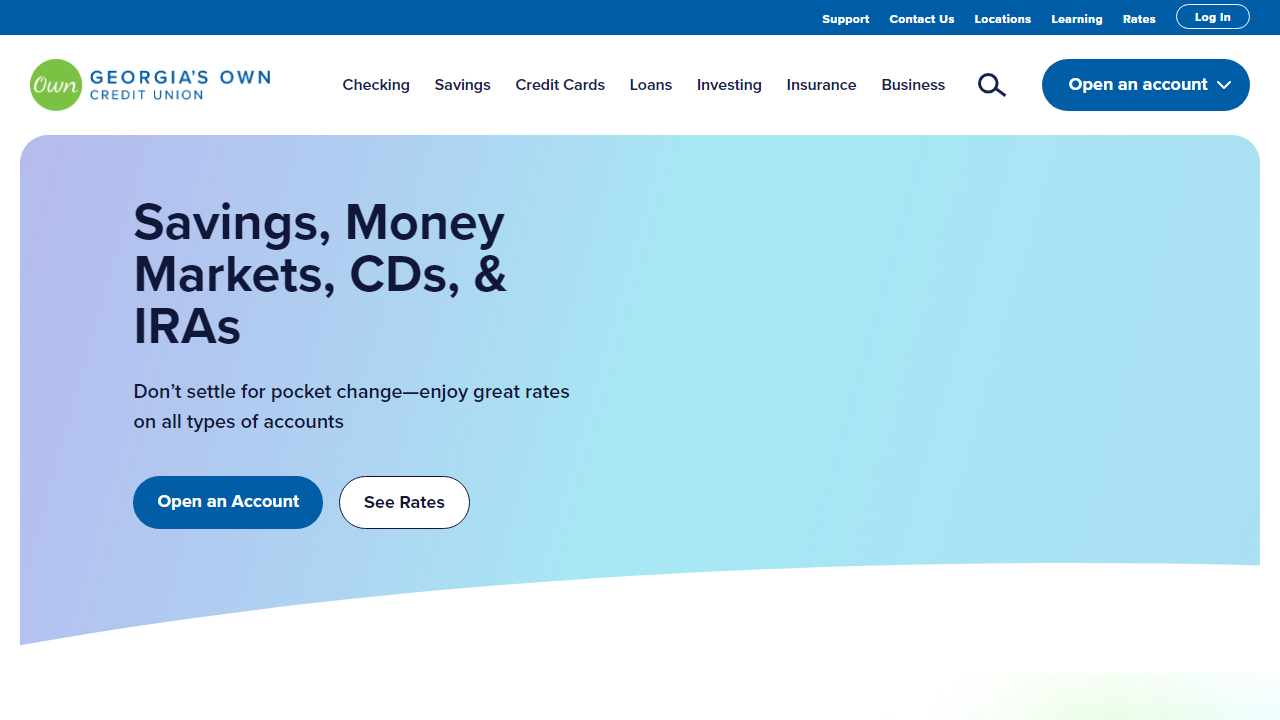 Support Contact Us Locations Learning Rates Log In
Own GEORGIA'S OWN
CREDIT UNION
Checking Savings Credit Cards Loans Investing Insurance Business Open an account
Savings, Money
Markets, CDs, &
IRAs
Don’t settle for pocket change—enjoy great rates
on all types of accounts
Open an Account See Rates